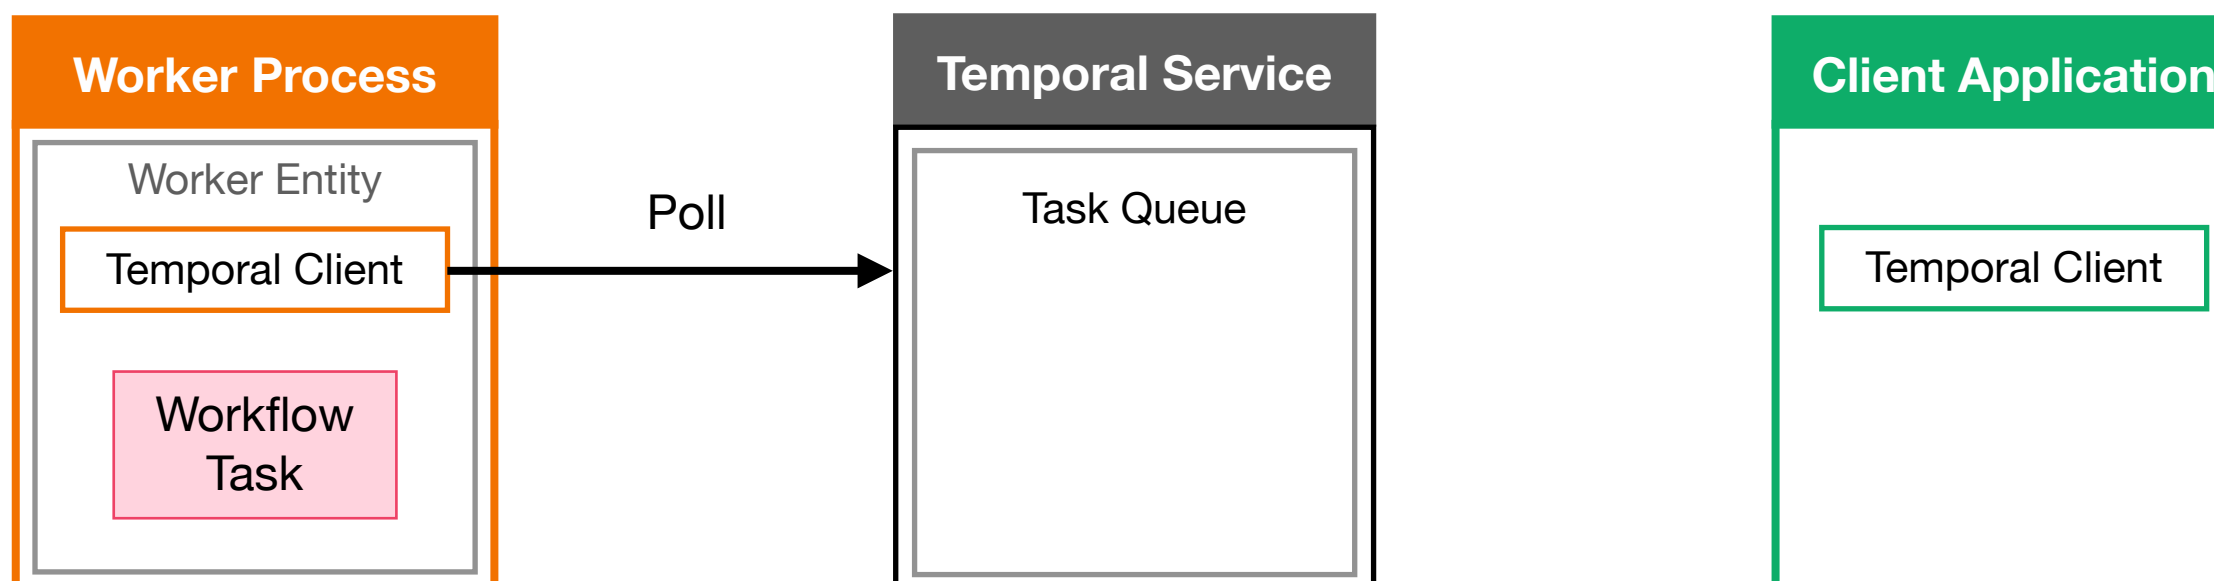 Worker Process
Worker Entity
Temporal Client
Workflow
Task
Poll
Temporal Service
Task Queue
Client Application
Temporal Client